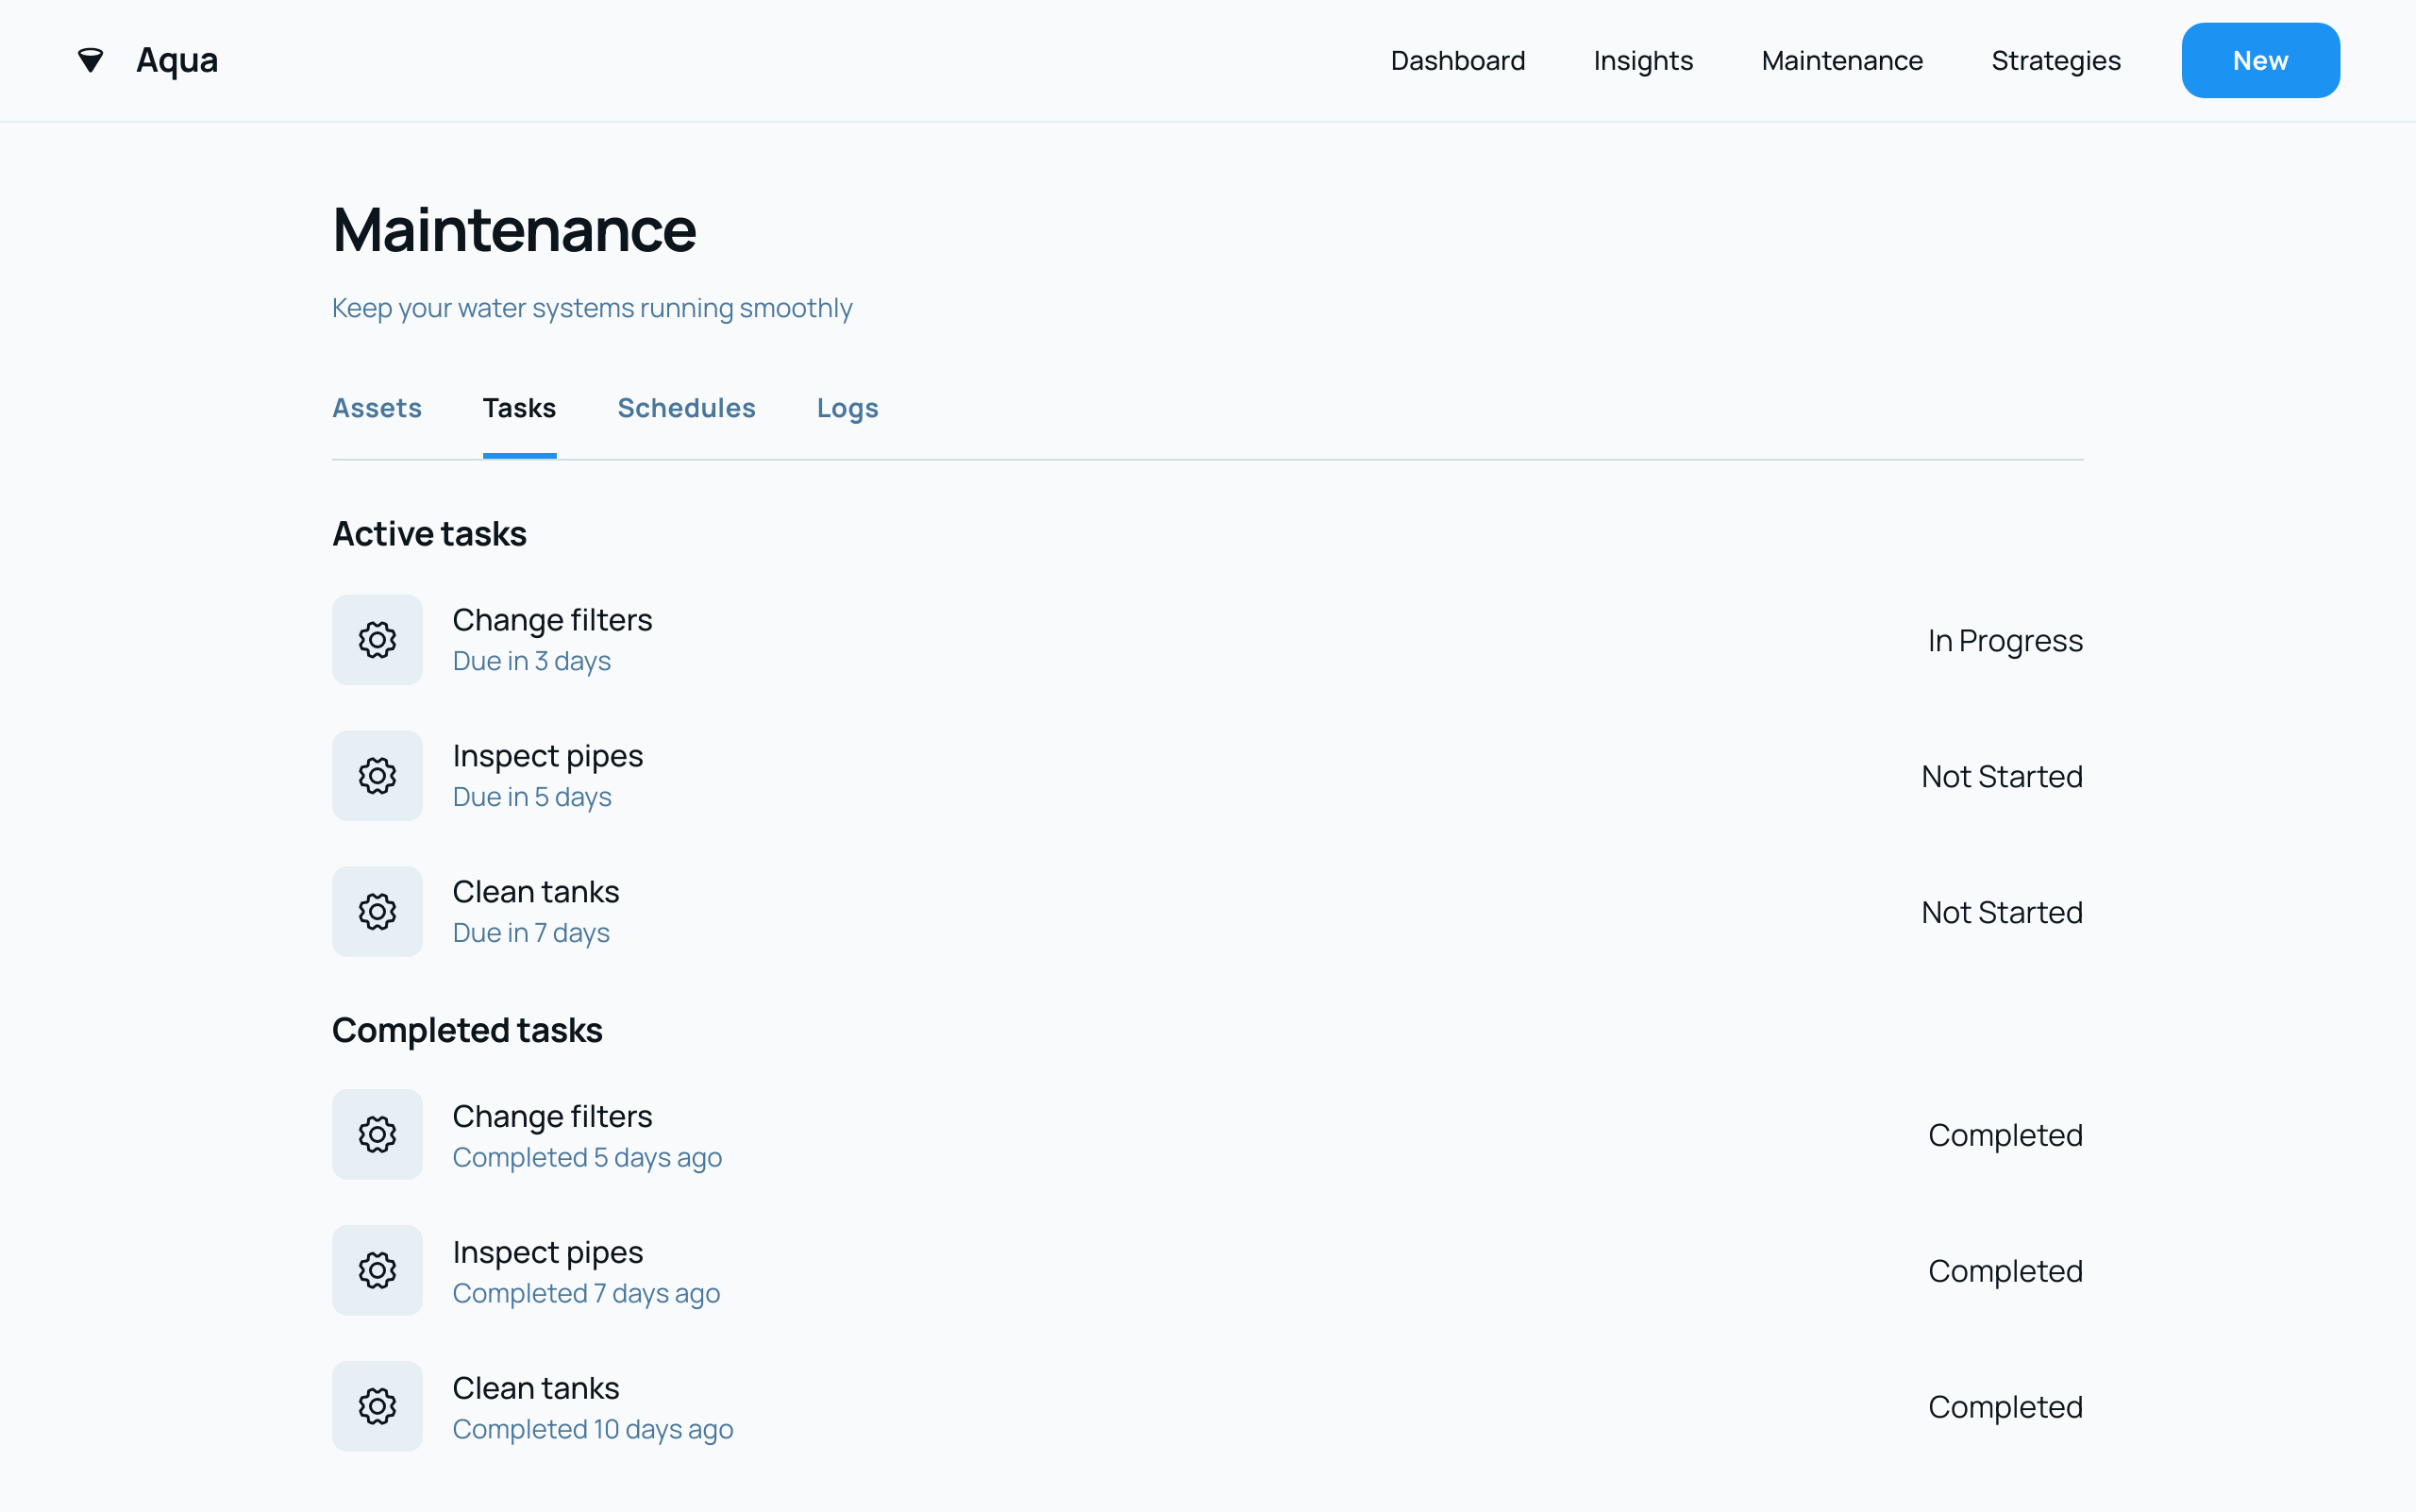 Aqua
Dashboard Insights Maintenance Strategies New
Maintenance
Keep your water systems running smoothly
Assets Tasks Schedules Logs
Active tasks
Change filters
Due in 3 days
In Progress
Inspect pipes
Due in 5 days
Not Started
Clean tanks
Due in 7 days
Not Started
Completed tasks
Change filters
Completed 5 days ago
Completed
Inspect pipes
Completed 7 days ago
Completed
Clean tanks
Completed 10 days ago
Completed